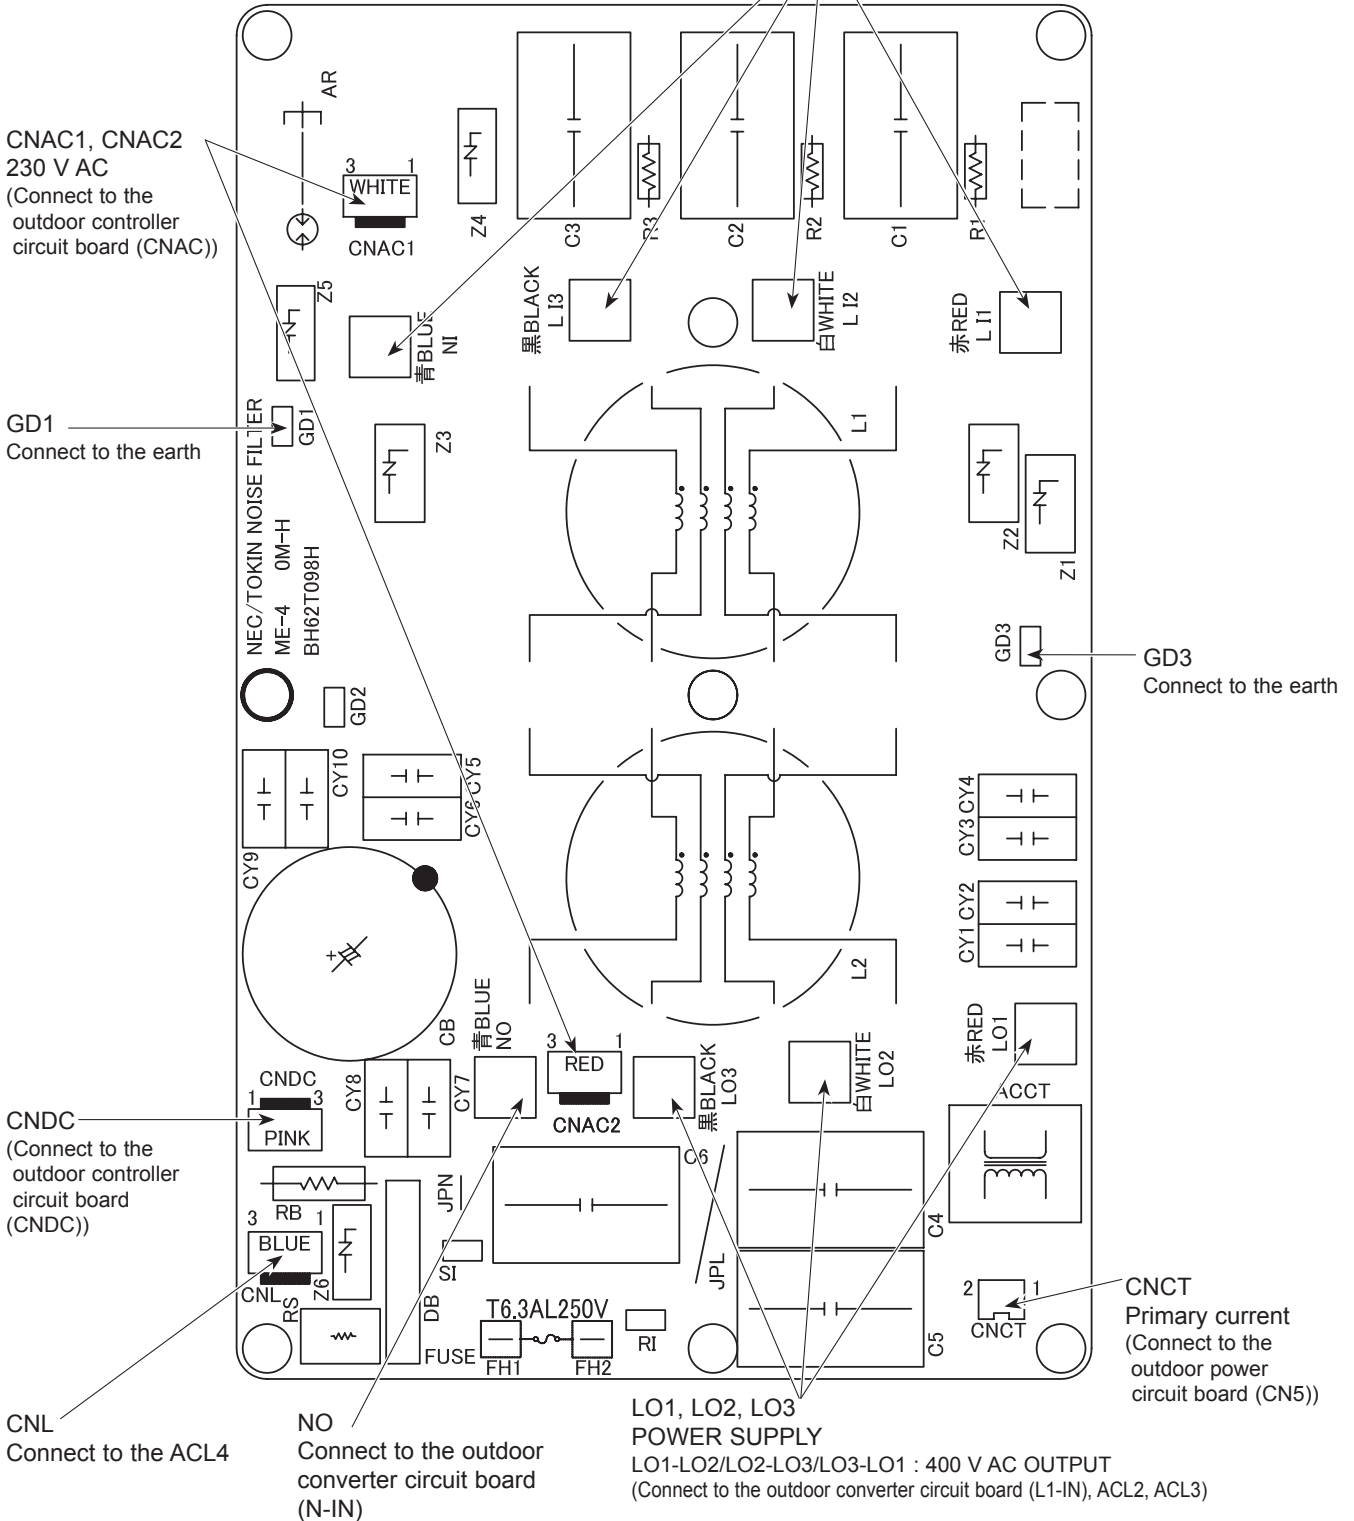 AR
CNAC1, CNAC2
230 V AC
(Connect to the
outdoor controller
circuit board (CNAC))
3 1
WHITE
CNAC1
Z4
C3
R3
C2
R2
C1
R1
Z5
青BLUE
NI
黒BLACK
L I3
白WHITE
L I2
赤RED
L I1
GD1
Connect to the earth
GD1
NEC/TOKIN NOISE FILTER
ME-4 0M-H
BH62T098H
Z3
L1
Z2
Z1
GD3
GD3
Connect to the earth
GD2
CY10
CY9
CY5
CY6
CY4
CY3
CY2
CY1
+
CB
L2
青BLUE
NO
3 1
RED
CNAC2
黒BLACK
LO3
白WHITE
LO2
赤RED
LO1
ACCT
CNDC
(Connect to the
outdoor controller
circuit board
(CNDC))
CNDC
1 3
PINK
CY8
CY7
RB
JPN
C6
C4
JPL
3 1
BLUE
CNL
Z6
RS
DB
SI
T6.3AL250V
FUSE
FH1
FH2
RI
C5
2 1
CNCT
CNCT
Primary current
(Connect to the
outdoor power
circuit board (CN5))
CNL
Connect to the ACL4
NO
Connect to the outdoor
converter circuit board
(N-IN)
LO1, LO2, LO3
POWER SUPPLY
LO1-LO2/LO2-LO3/LO3-LO1 : 400 V AC OUTPUT
(Connect to the outdoor converter circuit board (L1-IN), ACL2, ACL3)